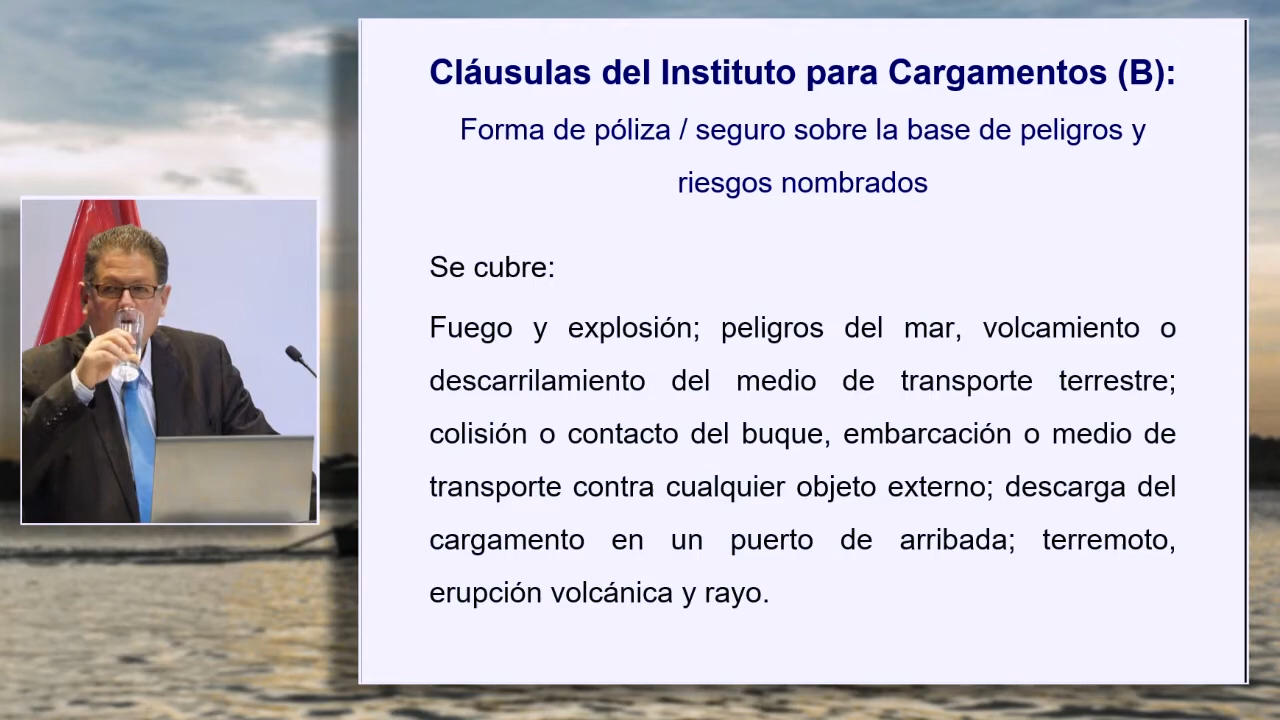 Cláusulas del Instituto para Cargamentos (B):
Forma de póliza / seguro sobre la base de peligros y
riesgos nombrados
Se cubre:
Fuego y explosión; peligros del mar, volcamiento o
descarrilamiento del medio de transporte terrestre;
colisión o contacto del buque, embarcación o medio de
transporte contra cualquier objeto externo; descarga del
cargamento en un puerto de arribada; terremoto,
erupción volcánica y rayo.